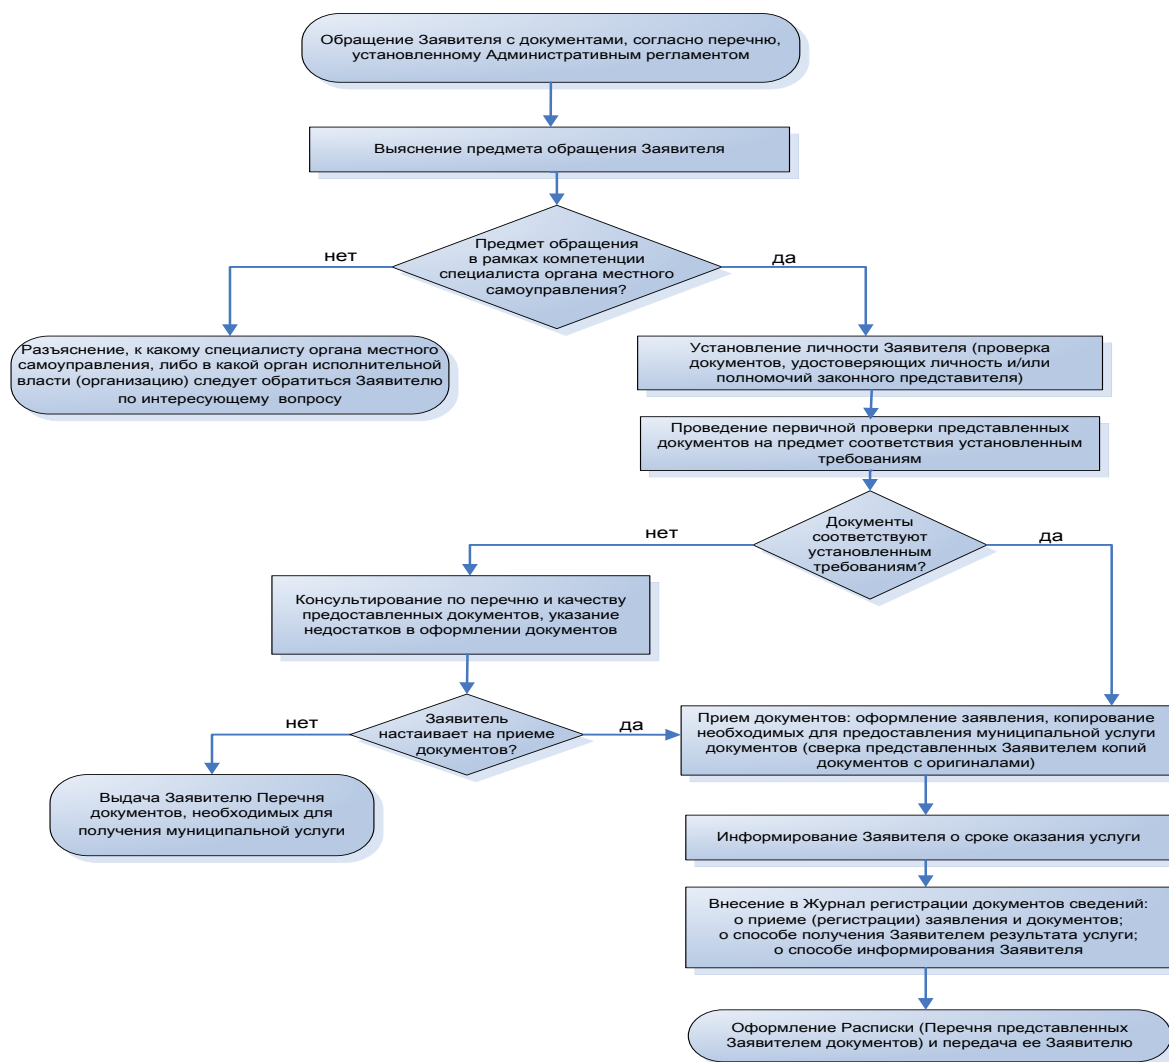 Обращение Заявителя с документами, согласно перечню,
установленному Административным регламентом
Выяснение предмета обращения Заявителя
Предмет обращения
в рамках компетенции
специалиста органа местного
самоуправления?
нет
да
Разъяснение, к какому специалисту органа местного
самоуправления, либо в какой орган исполнительной
власти (организацию) следует обратиться Заявителю
по интересующему вопросу
Установление личности Заявителя (проверка
документов, удостоверяющих личность и/или
полномочий законного представителя)
Проведение первичной проверки представленных
документов на предмет соответствия установленным
требованиям
Документы
соответствуют
установленным
требованиям?
нет
да
Консультирование по перечню и качеству
предоставленных документов, указание
недостатков в оформлении документов
Заявитель
настаивает на приеме
документов?
нет
да
Выдача Заявителю Перечня
документов, необходимых для
получения муниципальной услуги
Прием документов: оформление заявления, копирование
необходимых для предоставления муниципальной услуги
документов (сверка представленных Заявителем копий
документов с оригиналами)
Информирование Заявителя о сроке оказания услуги
Внесение в Журнал регистрации документов сведений:
о приеме (регистрации) заявления и документов;
о способе получения Заявителем результата услуги;
о способе информирования Заявителя
Оформление Расписки (Перечня представленных
Заявителем документов) и передача ее Заявителю